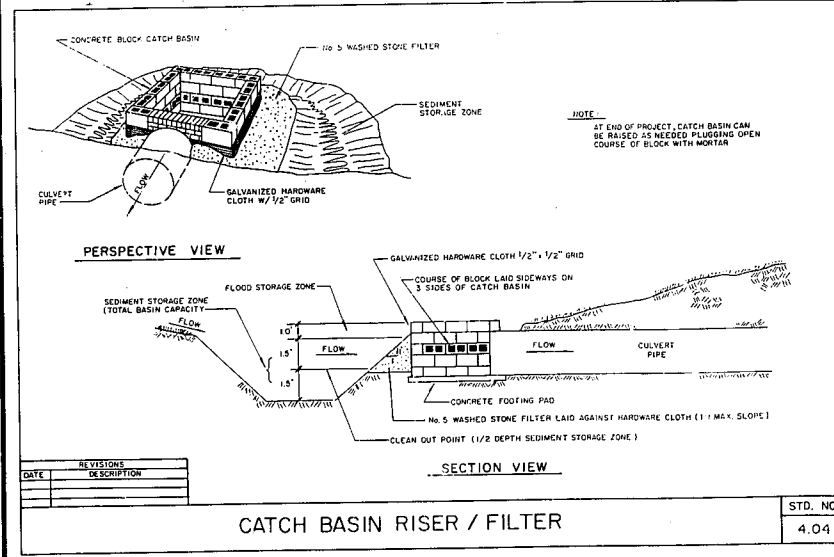 CONCRETE BLOCK CATCH BASIN
No. 5 WASHED STONE FILTER
SEDIMENT
STORAGE ZONE
NOTE:
AT END OF PROJECT, CATCH BASIN CAN
BE RAISED AS NEEDED PLUGGING OPEN
COURSE OF BLOCK WITH MORTAR
CULVERT
PIPE
FLOW
GALVANIZED HARDWARE
CLOTH W/ 1/2" GRID
PERSPECTIVE VIEW
GALVANIZED HARDWARE CLOTH 1/2" x 1/2" GRID
COURSE OF BLOCK LAID SIDEWAYS ON
3 SIDES OF CATCH BASIN
FLOOD STORAGE ZONE
SEDIMENT STORAGE ZONE
(TOTAL BASIN CAPACITY
FLOW
1.0'
1.5'
1.5'
FLOW
FLOW
CULVERT
PIPE
CONCRETE FOOTING PAD
No. 5 WASHED STONE FILTER LAID AGAINST HARDWARE CLOTH (1:1 MAX. SLOPE)
CLEAN OUT POINT (1/2 DEPTH SEDIMENT STORAGE ZONE)
SECTION VIEW
REVISIONS
DATE DESCRIPTION
CATCH BASIN RISER / FILTER
STD. NO
4.04